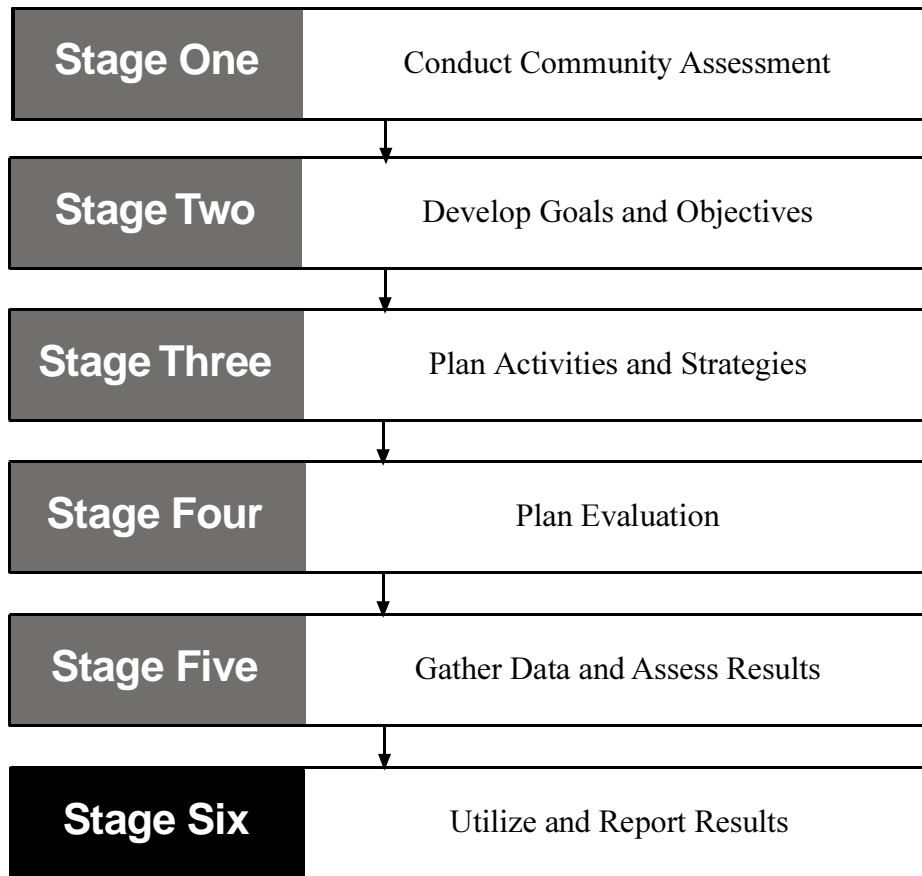 Stage One
Conduct Community Assessment
Stage Two
Develop Goals and Objectives
Stage Three
Plan Activities and Strategies
Stage Four
Plan Evaluation
Stage Five
Gather Data and Assess Results
Stage Six
Utilize and Report Results